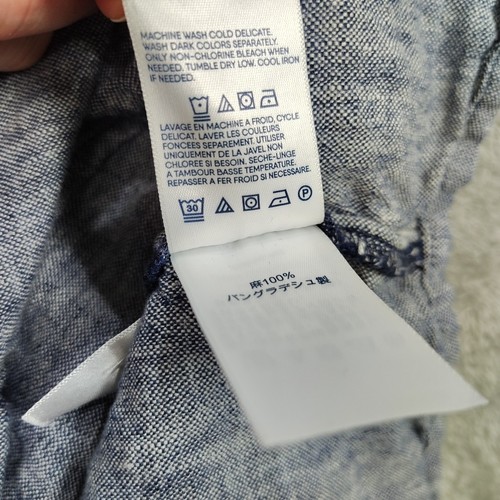 MACHINE WASH COLD DELICATE.
WASH DARK COLORS SEPARATELY.
ONLY NON-CHLORINE BLEACH WHEN
NEEDED. TUMBLE DRY LOW. COOL IRON
IF NEEDED.
LAVAGE EN MACHINE A FROID, CYCLE
DELICAT. LAVER LES COULEURS
FONCEES SEPAREMENT. UTILISER
UNIQUEMENT DE LA JAVEL NON
CHLOREE SI BESOIN. SECHE-LINGE
A TAMBOUR BASSE TEMPERATURE.
REPASSER A FER FROID SI NECESSAIRE.
30 P
麻100%
バングラデシュ製